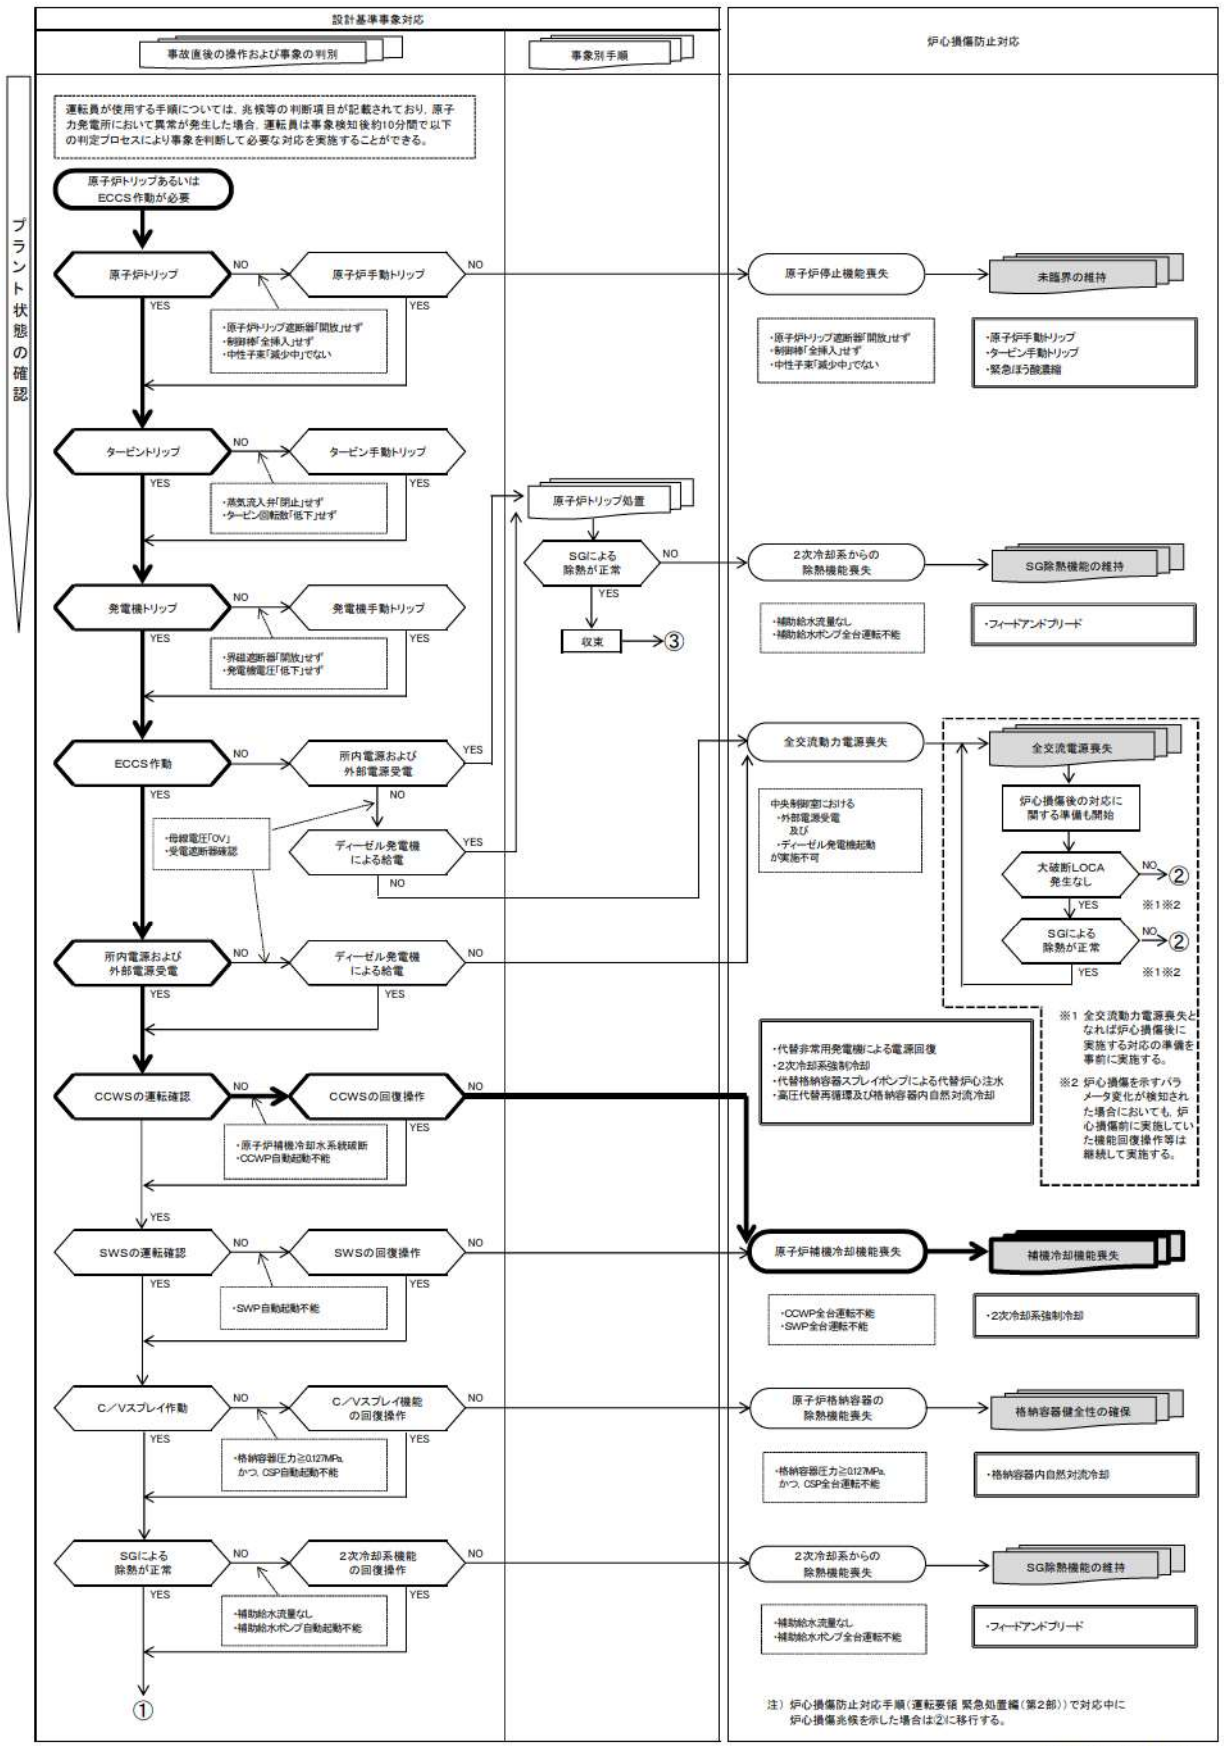 設計基準事象対応
事故直後の操作および事象の判別
事象別手順
炉心損傷防止対応
プラント状態の確認
運転員が使用する手順については、兆候等の判断項目が記載されており、原子
力発電所において異常が発生した場合、運転員は事象検知後約10分間で以下
の判定プロセスにより事象を判断して必要な対応を実施することができる。
原子炉トリップあるいは
ECCS作動が必要
原子炉トリップ
NO
原子炉手動トリップ
NO
原子炉停止機能喪失
未臨界の維持
YES
YES
・原子炉トリップ遮断器「開放」せず
・制御棒「全挿入」せず
・中性子束「減少中」でない
・原子炉トリップ遮断器「開放」せず
・制御棒「全挿入」せず
・中性子束「減少中」でない
・原子炉手動トリップ
・タービン手動トリップ
・緊急ほう酸濃縮
タービントリップ
NO
タービン手動トリップ
YES
YES
・蒸気流入弁「閉止」せず
・タービン回転数「低下」せず
原子炉トリップ処置
SGによる
除熱が正常
NO
YES
収束
③
2次冷却系からの
除熱機能喪失
SG除熱機能の維持
・補助給水流量なし
・補助給水ポンプ全台運転不能
・フィードアンドブリード
発電機トリップ
NO
発電機手動トリップ
YES
YES
・界磁遮断器「開放」せず
・発電機電圧「低下」せず
ECCS作動
NO
所内電源および
外部電源受電
YES
YES
NO
・母線電圧「0V」
・受電遮断器確認
ディーゼル発電機
による給電
YES
NO
全交流動力電源喪失
中央制御室における
・外部電源受電
及び
・ディーゼル発電機起動
が実施不可
全交流電源喪失
炉心損傷後の対応に
関する準備も開始
大破断LOCA
発生なし
NO
②
YES
※1※2
SGによる
除熱が正常
NO
②
YES
※1※2
※1 全交流動力電源喪失と
なれば炉心損傷後に
実施する対応の準備を
事前に実施する。
※2 炉心損傷を示すパラ
メータ変化が検知され
た場合においても、炉
心損傷前に実施してい
た機能回復操作等は
継続して実施する。
所内電源および
外部電源受電
NO
ディーゼル発電機
による給電
NO
YES
YES
・代替非常用発電機による電源回復
・2次冷却系強制冷却
・代替格納容器スプレイポンプによる代替炉心注水
・高圧代替再循環及び格納容器内自然対流冷却
CCWSの運転確認
NO
CCWSの回復操作
NO
YES
・原子炉補機冷却水系統破断
・CCWP自動起動不能
YES
SWSの運転確認
NO
SWSの回復操作
NO
原子炉補機冷却機能喪失
補機冷却機能喪失
YES
YES
・SWP自動起動不能
・CCWP全台運転不能
・SWP全台運転不能
・2次冷却系強制冷却
C／Vスプレイ作動
NO
C／Vスプレイ機能
の回復操作
NO
原子炉格納容器の
除熱機能喪失
格納容器健全性の確保
YES
YES
・格納容器圧力≧0.127MPa、
かつ、CSP自動起動不能
・格納容器圧力≧0.127MPa、
かつ、CSP全台運転不能
・格納容器内自然対流冷却
SGによる
除熱が正常
NO
2次冷却系機能
の回復操作
NO
2次冷却系からの
除熱機能喪失
SG除熱機能の維持
YES
YES
・補助給水流量なし
・補助給水ポンプ自動起動不能
・補助給水流量なし
・補助給水ポンプ全台運転不能
・フィードアンドブリード
①
注） 炉心損傷防止対応手順（運転要領 緊急処置編（第2部））で対応中に
炉心損傷兆候を示した場合は②に移行する。